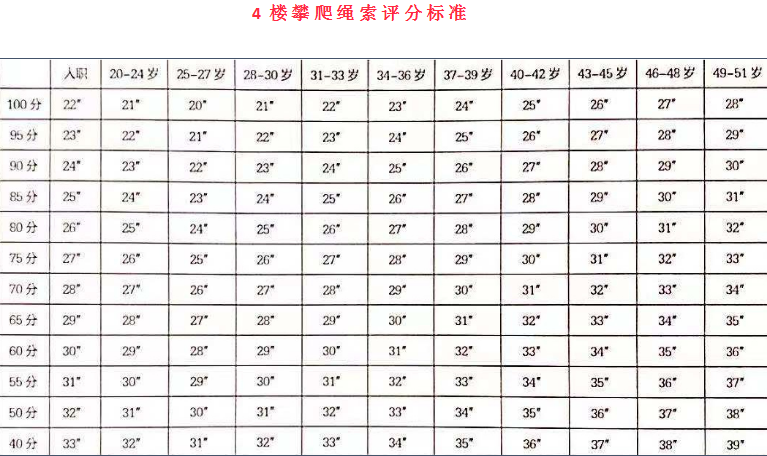 4 楼攀爬绳索评分标准
入职 20-24岁 25-27岁 28-30岁 31-33岁 34-36岁 37-39岁 40-42岁 43-45岁 46-48岁 49-51岁
100分 22″ 21″ 20″ 21″ 22″ 23″ 24″ 25″ 26″ 27″ 28″
95分 23″ 22″ 21″ 22″ 23″ 24″ 25″ 26″ 27″ 28″ 29″
90分 24″ 23″ 22″ 23″ 24″ 25″ 26″ 27″ 28″ 29″ 30″
85分 25″ 24″ 23″ 24″ 25″ 26″ 27″ 28″ 29″ 30″ 31″
80分 26″ 25″ 24″ 25″ 26″ 27″ 28″ 29″ 30″ 31″ 32″
75分 27″ 26″ 25″ 26″ 27″ 28″ 29″ 30″ 31″ 32″ 33″
70分 28″ 27″ 26″ 27″ 28″ 29″ 30″ 31″ 32″ 33″ 34″
65分 29″ 28″ 27″ 28″ 29″ 30″ 31″ 32″ 33″ 34″ 35″
60分 30″ 29″ 28″ 29″ 30″ 31″ 32″ 33″ 34″ 35″ 36″
55分 31″ 30″ 29″ 30″ 31″ 32″ 33″ 34″ 35″ 36″ 37″
50分 32″ 31″ 30″ 31″ 32″ 33″ 34″ 35″ 36″ 37″ 38″
40分 33″ 32″ 31″ 32″ 33″ 34″ 35″ 36″ 37″ 38″ 39″